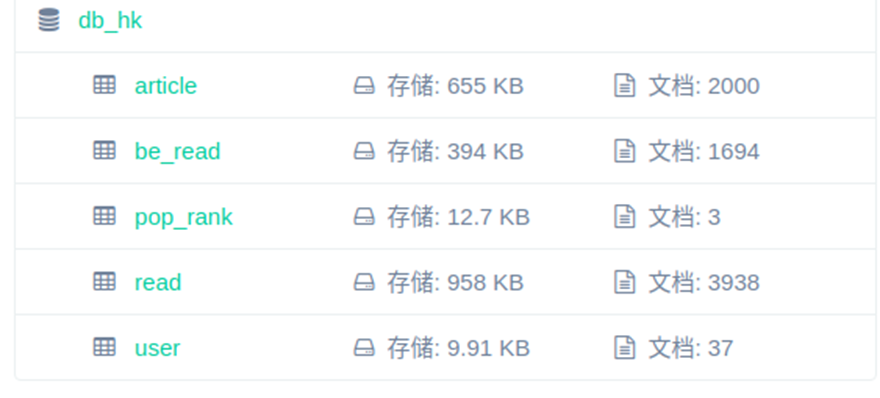 db_hk
article 存储: 655 KB 文档: 2000
be_read 存储: 394 KB 文档: 1694
pop_rank 存储: 12.7 KB 文档: 3
read 存储: 958 KB 文档: 3938
user 存储: 9.91 KB 文档: 37